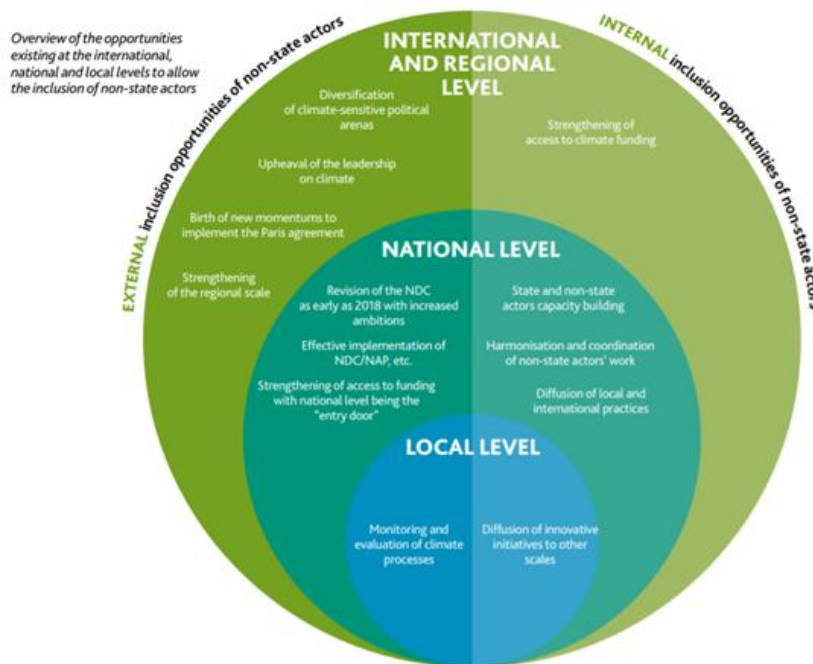 Overview of the opportunities
existing at the international,
national and local levels to allow
the inclusion of non-state actors
EXTERNAL inclusion opportunities of non-state actors
INTERNAL inclusion opportunities of non-state actors
INTERNATIONAL
AND REGIONAL
LEVEL
Diversification
of climate-sensitive political
arenas
Upheaval of the leadership
on climate
Birth of new momentums to
implement the Paris agreement
Strengthening
of the regional scale
Strengthening of
access to climate funding
NATIONAL LEVEL
Revision of the NDC
as early as 2018 with increased
ambitions
Effective implementation of
NDC/NAP, etc.
Strengthening of access to funding
with national level being the
"entry door"
State and non-state
actors capacity building
Harmonisation and coordination
of non-state actors' work
Diffusion of local and
international practices
LOCAL LEVEL
Monitoring and
evaluation of climate
processes
Diffusion of innovative
initiatives to other
scales